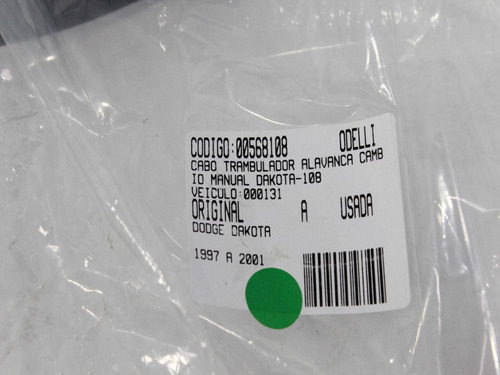 CODIGO:00568108 ODELLI
CABO TRAMBULADOR ALAVANCA CAMB
IO MANUAL DAKOTA-108
VEICULO:000131
ORIGINAL A USADA
DODGE DAKOTA
1997 A 2001